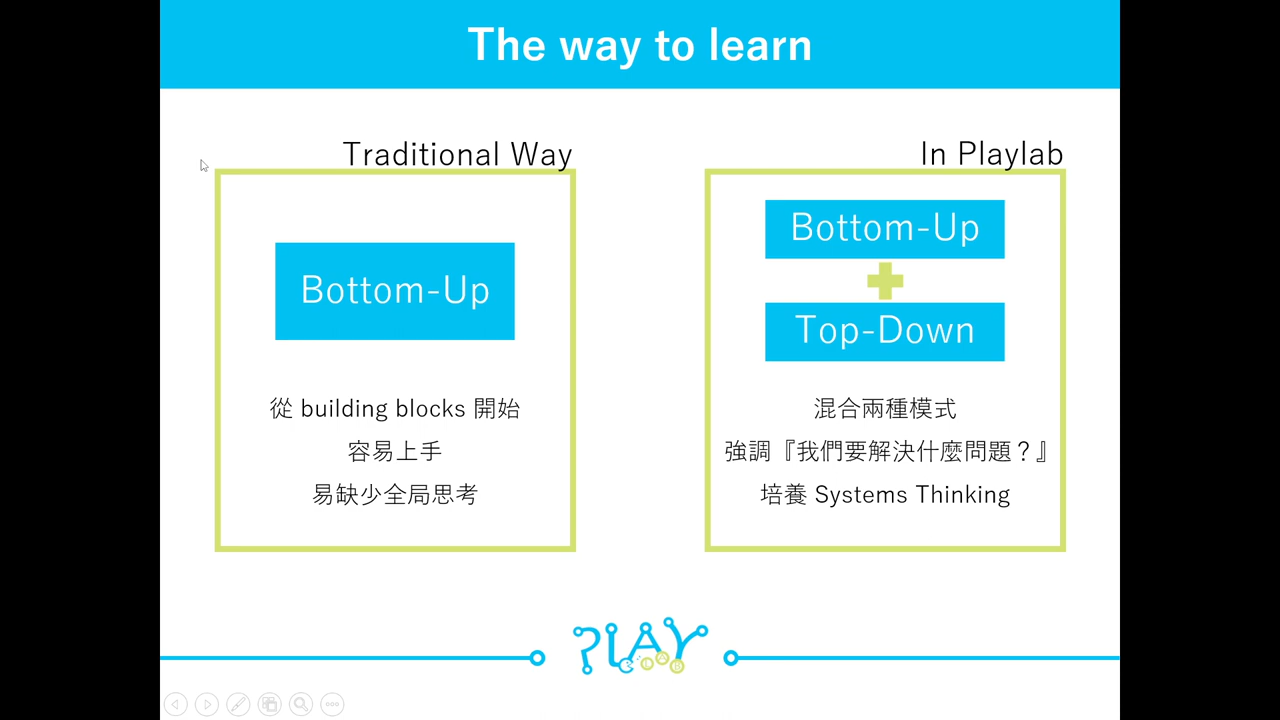 The way to learn
Traditional Way
Bottom-Up
從 building blocks 開始
容易上手
易缺少全局思考
In Playlab
Bottom-Up
Top-Down
混合兩種模式
強調『我們要解決什麼問題？』
培養 Systems Thinking
PLAY
LAB